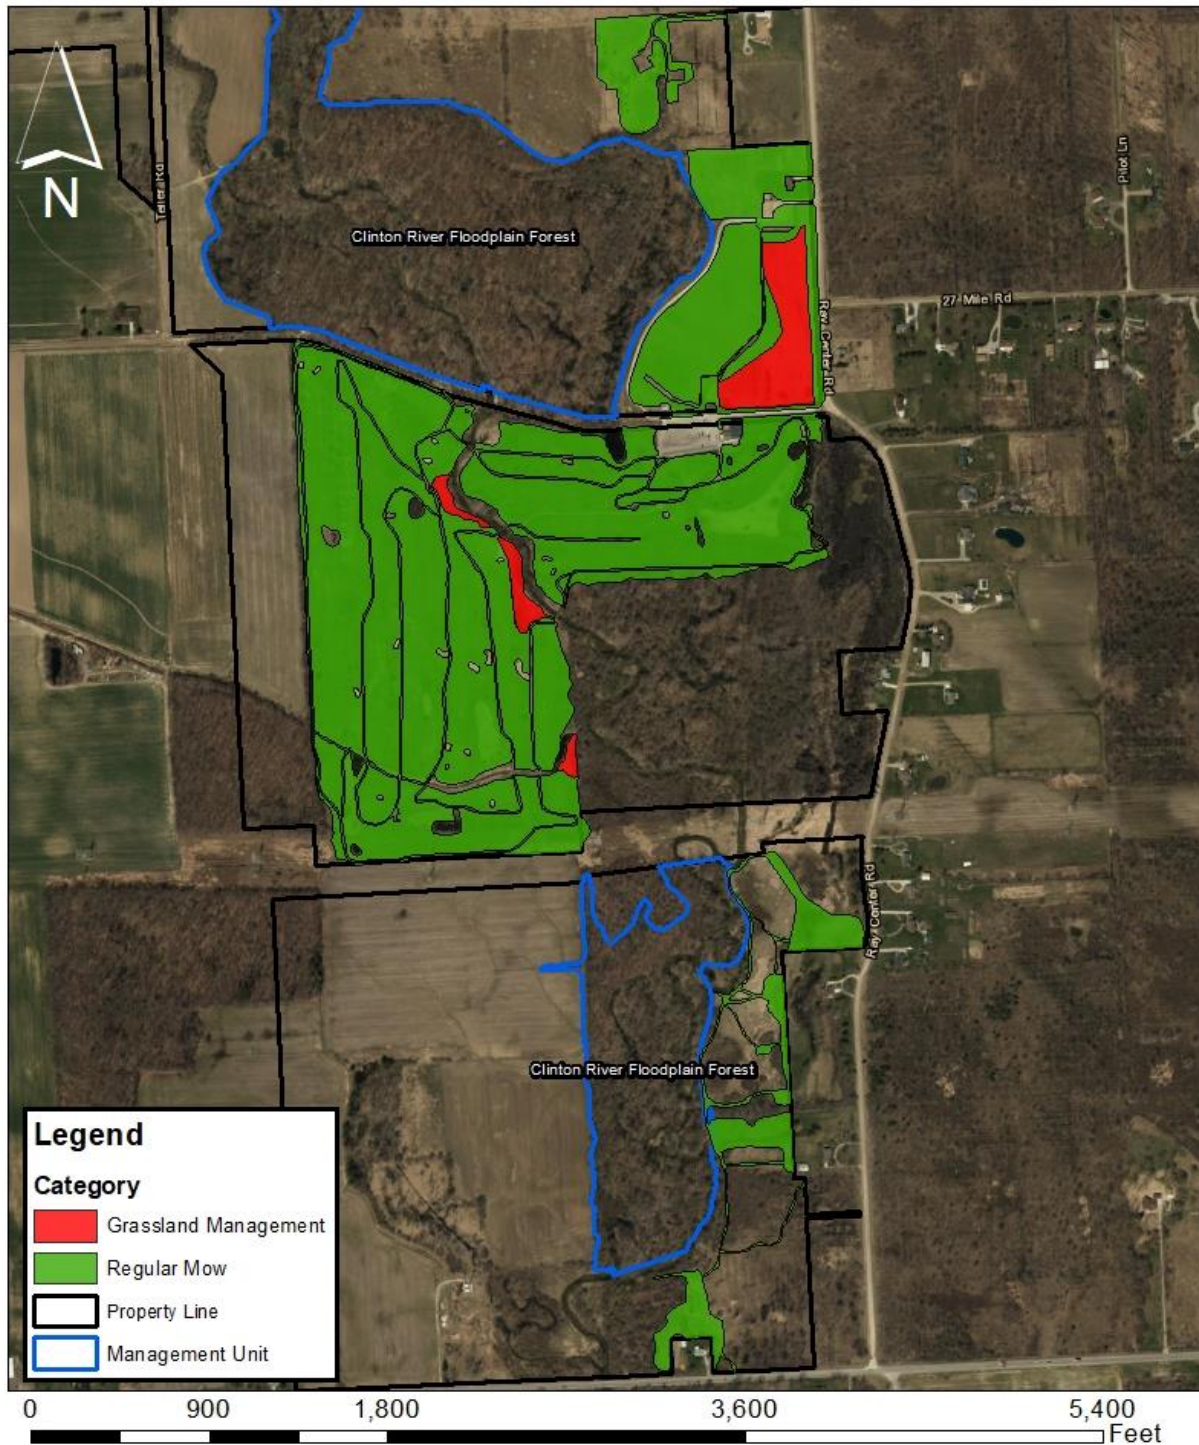 N
Teller Rd
Pilot Ln
Clinton River Floodplain Forest
27 Mile Rd
Ray Center Rd
Ray Center Rd
Clinton River Floodplain Forest
Legend
Category
Grassland Management
Regular Mow
Property Line
Management Unit
0 900 1,800 3,600 5,400
Feet